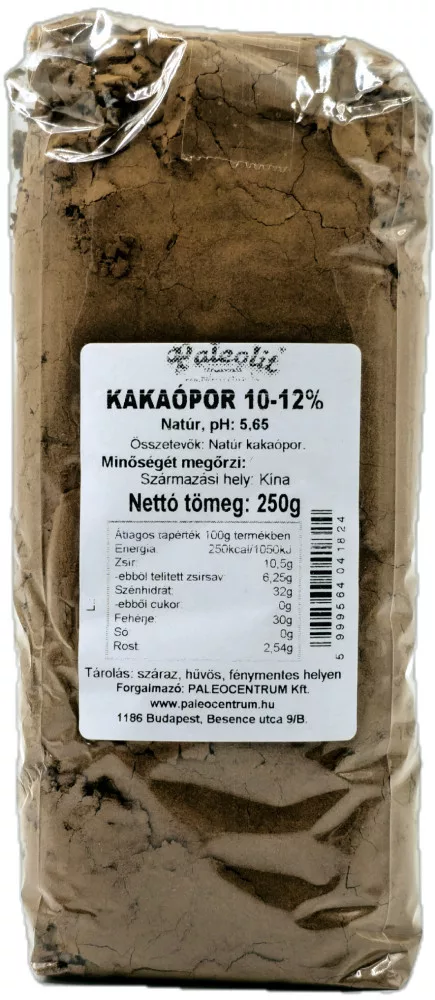 Paleolit
KAKAÓPOR 10-12%
Natúr, pH: 5,65
Összetevők: Natúr kakaópor.
Minőségét megőrzi:
Származási hely: Kína
Nettó tömeg: 250g
Átlagos tápérték 100g termékben
Energia 250kcal/1050kJ
Zsír: 10,5g
-ebből telített zsírsav: 6,25g
Szénhidrát: 32g
-ebből cukor: 0g
Fehérje: 30g
Só 0g
Rost: 2,54g
L:
5 999564 041824
Tárolás: száraz, hűvös, fénymentes helyen
Forgalmazó: PALEOCENTRUM Kft.
www.paleocentrum.hu
1186 Budapest, Besence utca 9/B.